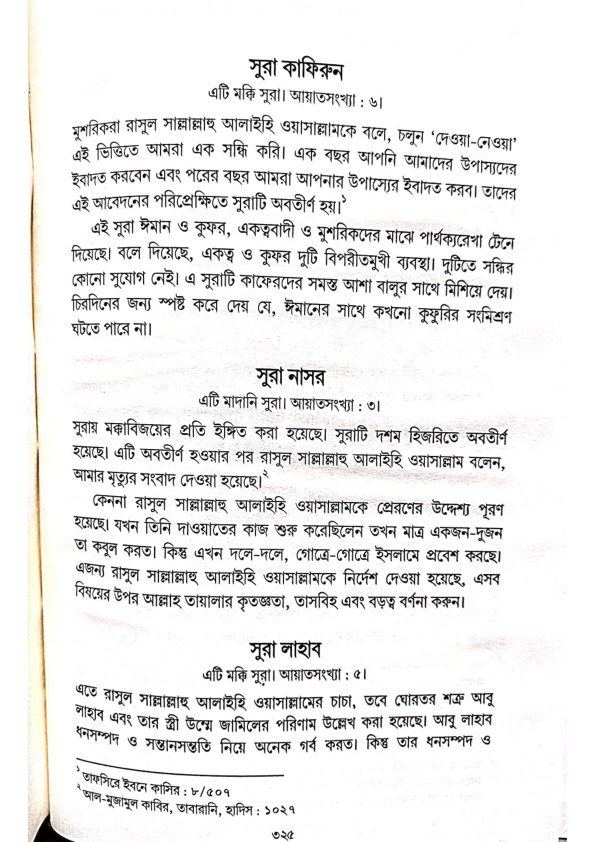 সুরা কাফিরুন
এটি মক্কি সুরা। আয়াতসংখ্যা : ৬।
মুশরিকরা রাসুল সাল্লাল্লাহু আলাইহি ওয়াসাল্লামকে বলে, চলুন ‘দেওয়া-নেওয়া’
এই ভিত্তিতে আমরা এক সন্ধি করি। এক বছর আপনি আমাদের উপাস্যদের
ইবাদত করবেন এবং পরের বছর আমরা আপনার উপাস্যের ইবাদত করব। তাদের
এই আবেদনের পরিপ্রেক্ষিতে সুরাটি অবতীর্ণ হয়।১
এই সুরা ঈমান ও কুফর, একত্ববাদী ও মুশরিকদের মাঝে পার্থক্যরেখা টেনে
দিয়েছে। বলে দিয়েছে, একত্ব ও কুফর দুটি বিপরীতমুখী ব্যবস্থা। দুটিতে সন্ধির
কোনো সুযোগ নেই। এ সুরাটি কাফেরদের সমস্ত আশা বালুর সাথে মিশিয়ে দেয়।
চিরদিনের জন্য স্পষ্ট করে দেয় যে, ঈমানের সাথে কখনো কুফুরির সংমিশ্রণ
ঘটতে পারে না।
সুরা নাসর
এটি মাদানি সুরা। আয়াতসংখ্যা : ৩।
সুরায় মক্কাবিজয়ের প্রতি ইঙ্গিত করা হয়েছে। সুরাটি দশম হিজরিতে অবতীর্ণ
হয়েছে। এটি অবতীর্ণ হওয়ার পর রাসুল সাল্লাল্লাহু আলাইহি ওয়াসাল্লাম বলেন,
আমার মৃত্যুর সংবাদ দেওয়া হয়েছে।২
কেননা রাসুল সাল্লাল্লাহু আলাইহি ওয়াসাল্লামকে প্রেরণের উদ্দেশ্য পূরণ
হয়েছে। যখন তিনি দাওয়াতের কাজ শুরু করেছিলেন তখন মাত্র একজন-দুজন
তা কবুল করত। কিন্তু এখন দলে-দলে, গোত্রে-গোত্রে ইসলামে প্রবেশ করছে।
এজন্য রাসুল সাল্লাল্লাহু আলাইহি ওয়াসাল্লামকে নির্দেশ দেওয়া হয়েছে, এসব
বিষয়ের উপর আল্লাহ তায়ালার কৃতজ্ঞতা, তাসবিহ এবং বড়ত্ব বর্ণনা করুন।
সুরা লাহাব
এটি মক্কি সুরা। আয়াতসংখ্যা : ৫।
এতে রাসুল সাল্লাল্লাহু আলাইহি ওয়াসাল্লামের চাচা, তবে ঘোরতর শত্রু আবু
লাহাব এবং তার স্ত্রী উম্মে জামিলের পরিণাম উল্লেখ করা হয়েছে। আবু লাহাব
ধনসম্পদ ও সন্তানসন্ততি নিয়ে অনেক গর্ব করত। কিন্তু তার ধনসম্পদ ও
১ তাফসিরে ইবনে কাসির : ৮/৫০৭
২ আল-মুজামুল কাবির, তাবারানি, হাদিস : ১০২৭
৩২৫